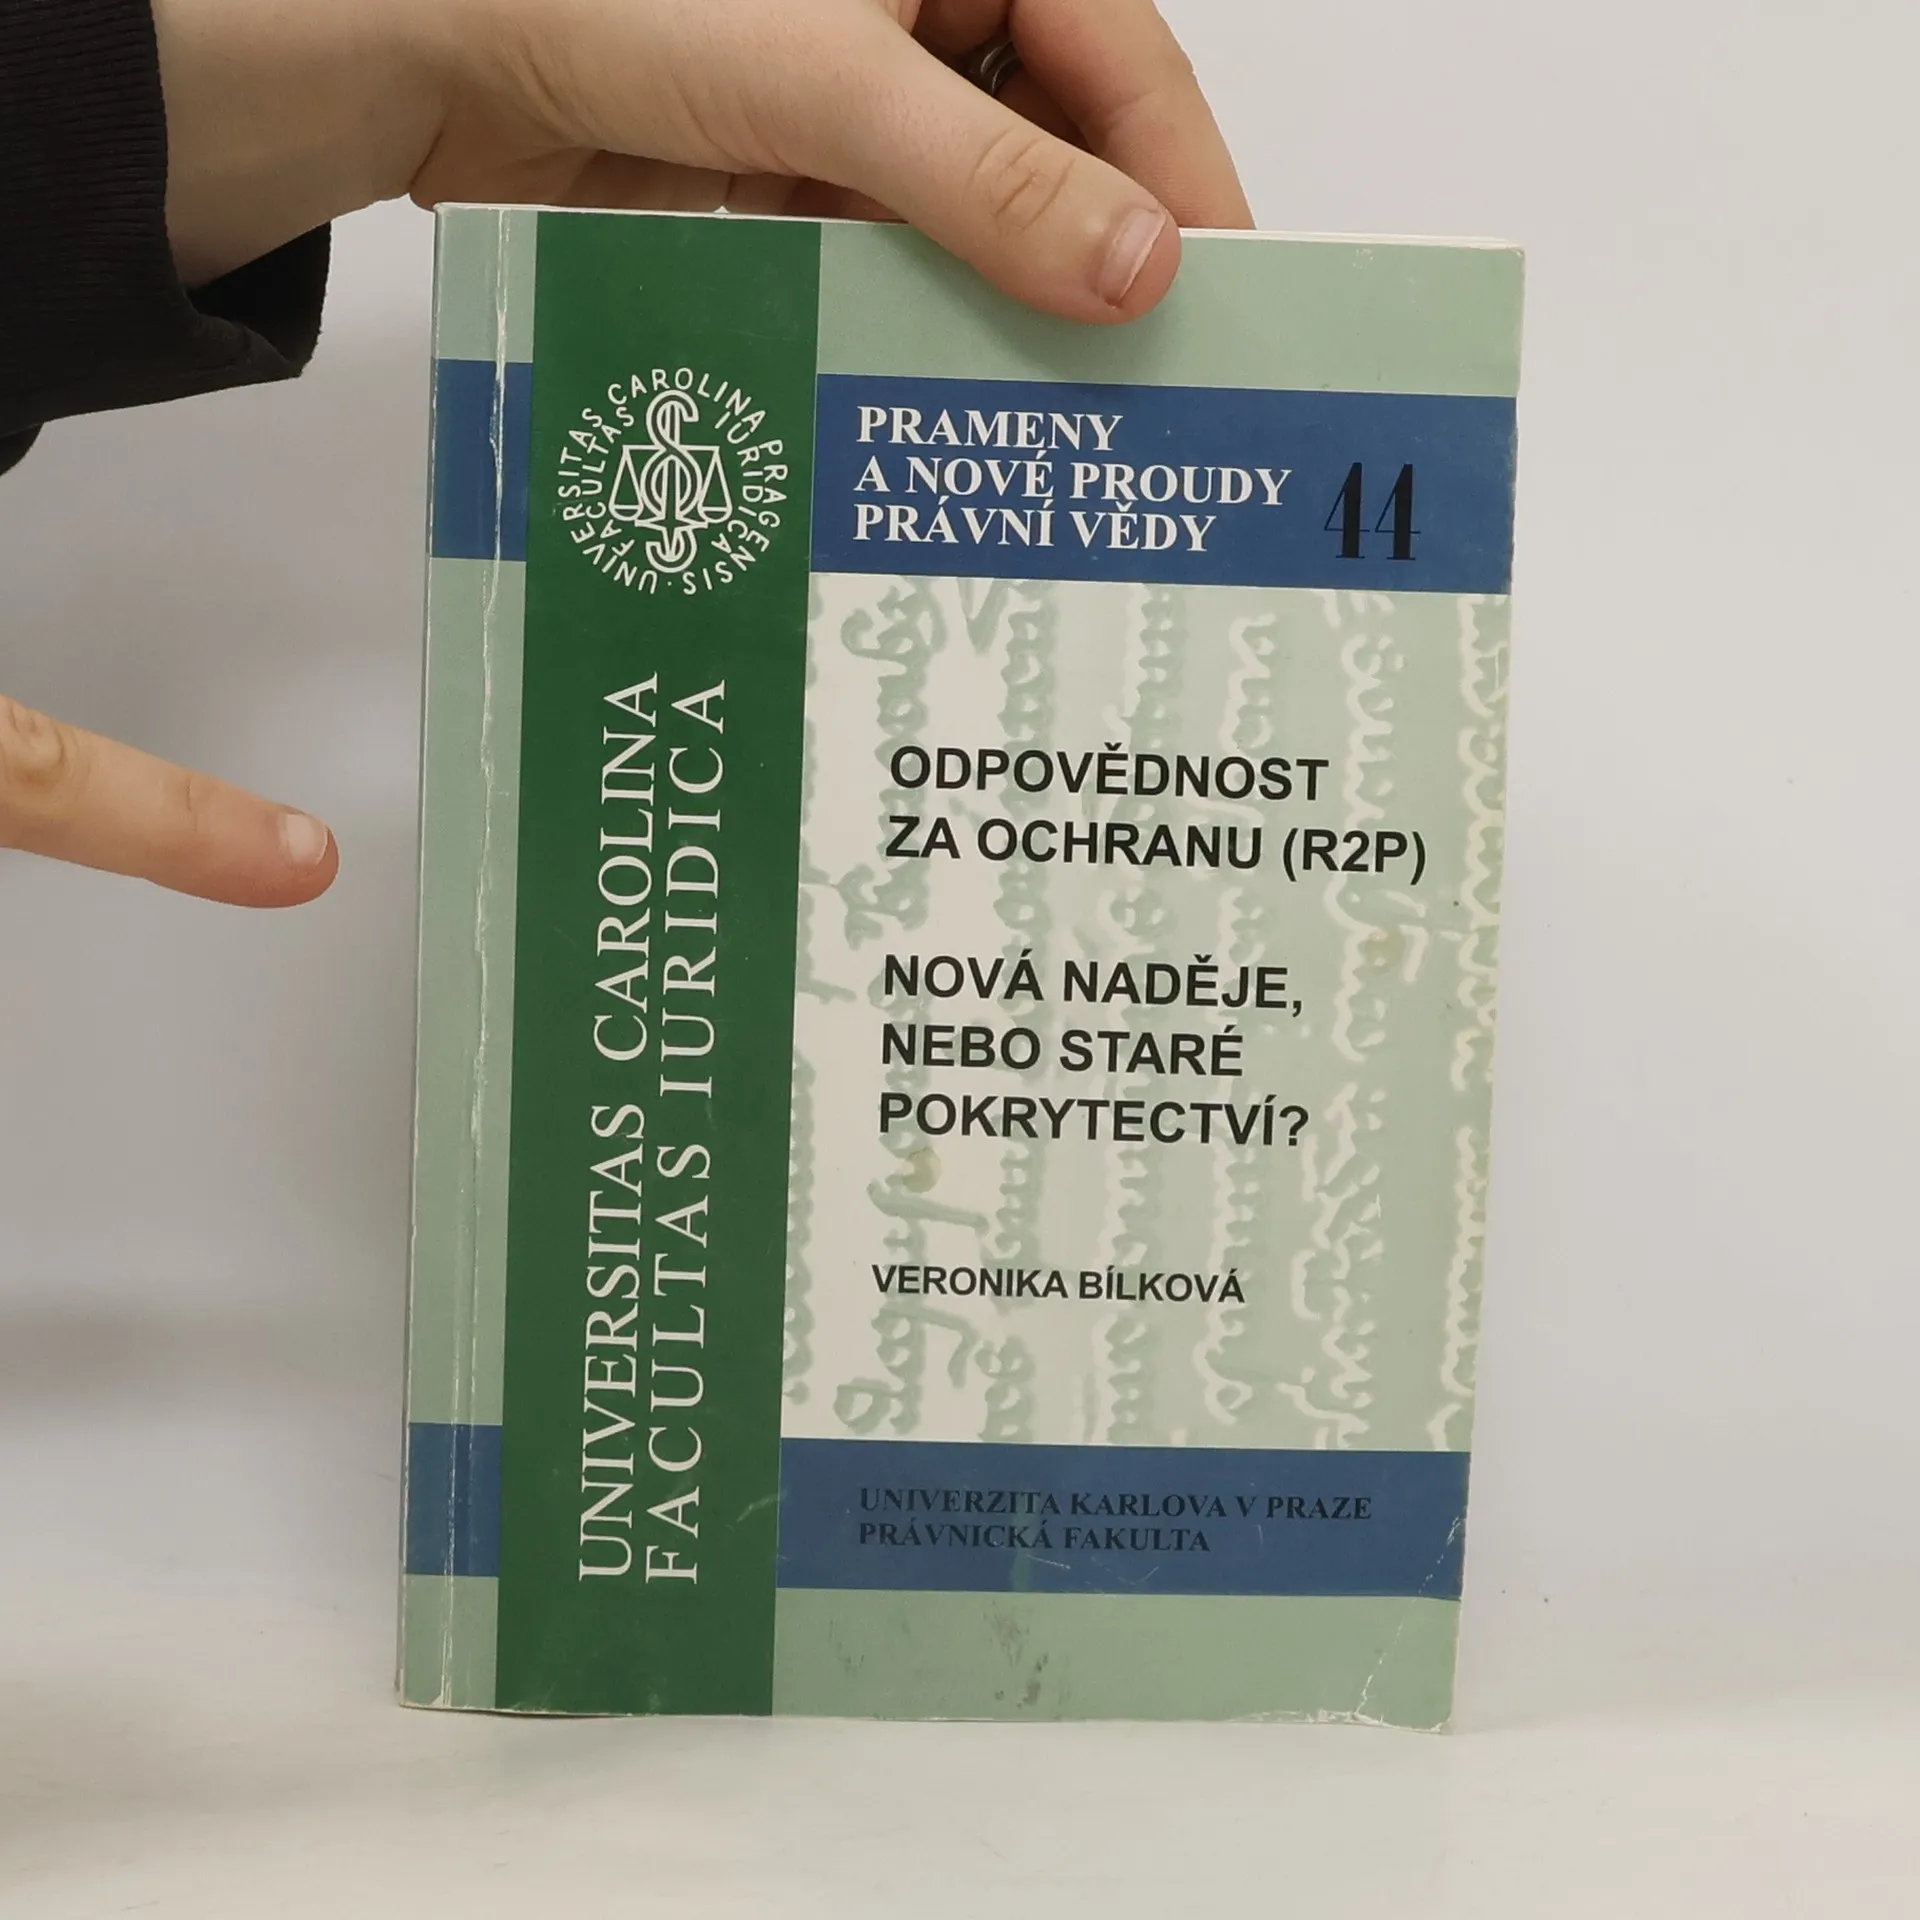 UNIVERSITAS CAROLINA PRAGENSIS ·
FACULTAS IURIDICA
UNIVERSITAS CAROLINA
FACULTAS IURIDICA
PRAMENY
A NOVÉ PROUDY
PRÁVNÍ VĚDY
44
ODPOVĚDNOST
ZA OCHRANU (R2P)
NOVÁ NADĚJE,
NEBO STARÉ
POKRYTECTVÍ?
VERONIKA BÍLKOVÁ
UNIVERZITA KARLOVA V PRAZE
PRÁVNICKÁ FAKULTA